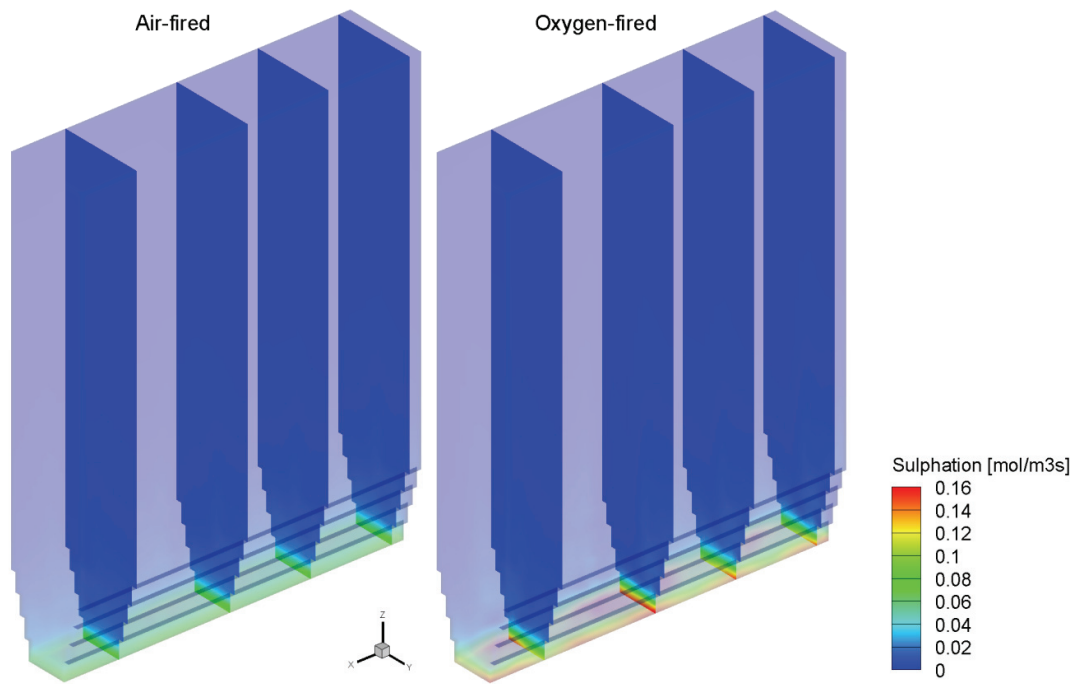 Air-fired
Oxygen-fired
Sulphation [mol/m3s]
0.16
0.14
0.12
0.1
0.08
0.06
0.04
0.02
0
Z
X
Y